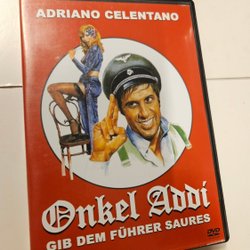 ADRIANO CELENTANO
Onkel Addi
GIB DEM FÜHRER SAURES
DVD